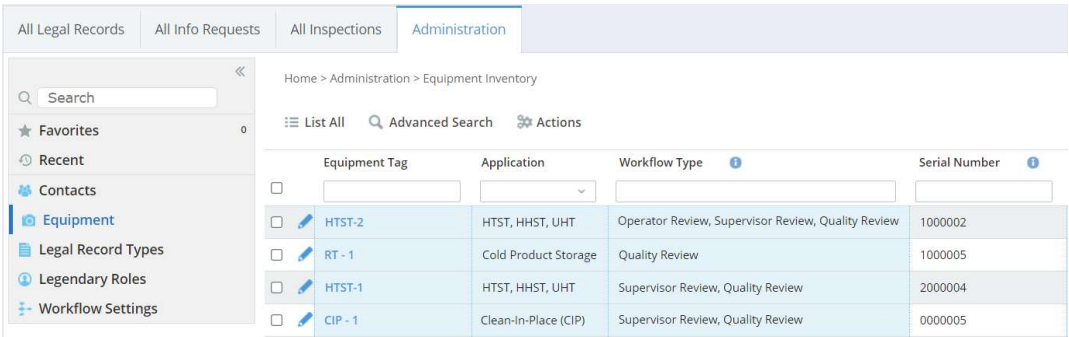 All Legal Records All Info Requests All Inspections Administration
Search
Favorites 0
Recent
Contacts
Equipment
Legal Record Types
Legendary Roles
Workflow Settings
Home > Administration > Equipment Inventory
List All Advanced Search Actions
Equipment Tag Application Workflow Type Serial Number
HTST-2 HTST, HHST, UHT Operator Review, Supervisor Review, Quality Review 1000002
RT - 1 Cold Product Storage Quality Review 1000005
HTST-1 HTST, HHST, UHT Supervisor Review, Quality Review 2000004
CIP - 1 Clean-In-Place (CIP) Supervisor Review, Quality Review 0000005